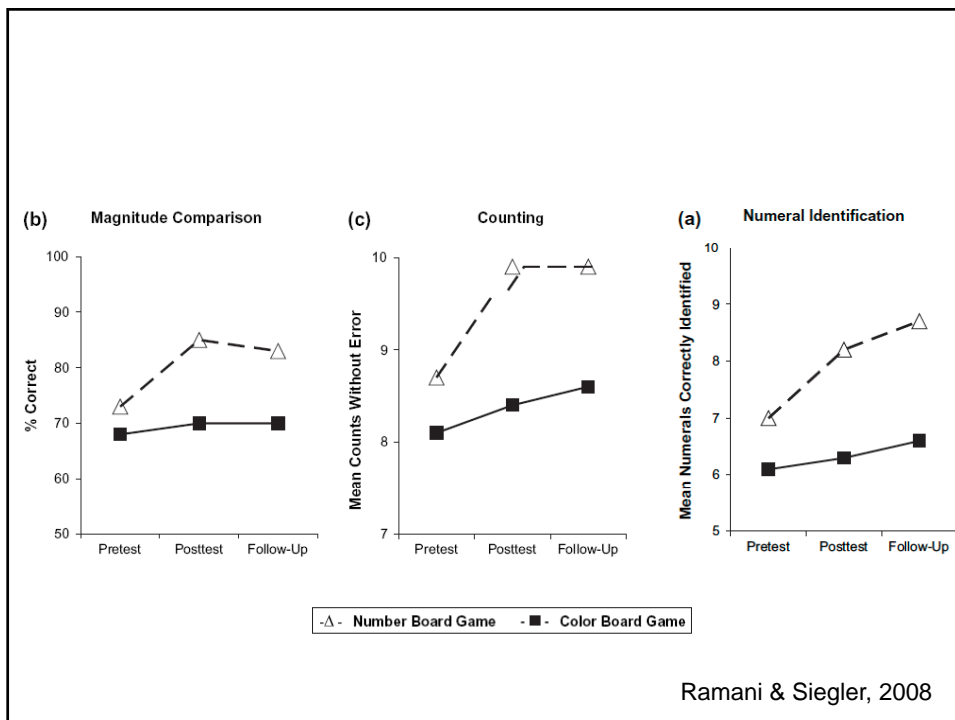 (b) Magnitude Comparison
% Correct
100
90
80
70
60
50
Pretest Posttest Follow-Up
(c) Counting
Mean Counts Without Error
10
9
8
7
Pretest Posttest Follow-Up
(a) Numeral Identification
Mean Numerals Correctly Identified
10
9
8
7
6
5
Pretest Posttest Follow-Up
-Δ- Number Board Game -■- Color Board Game
Ramani & Siegler, 2008